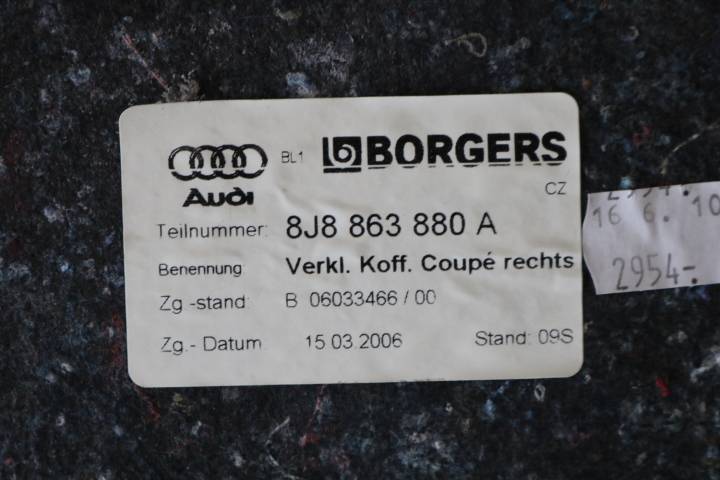 BL1 BORGERS
Audi
CZ
Teilnummer: 8J8 863 880 A
Benennung Verkl. Koff. Coupé rechts
Zg.-stand: B 06033466 / 00
Zg.- Datum 15.03.2006 Stand: 09S
16 6. 10
2954-.